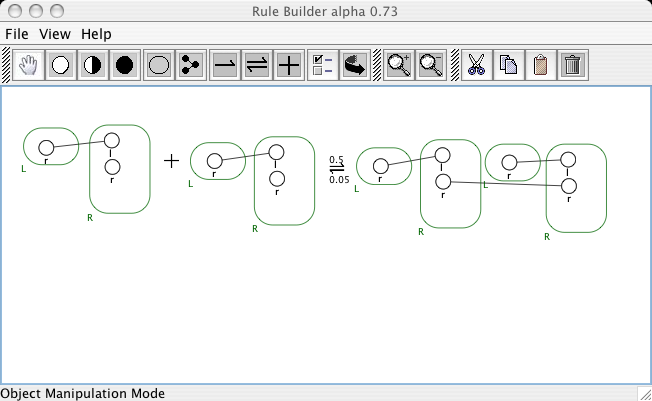 Rule Builder alpha 0.73
File View Help
r l r L R
+
r l r L R
0.5
0.05
r l r L R
r l r L R
Object Manipulation Mode